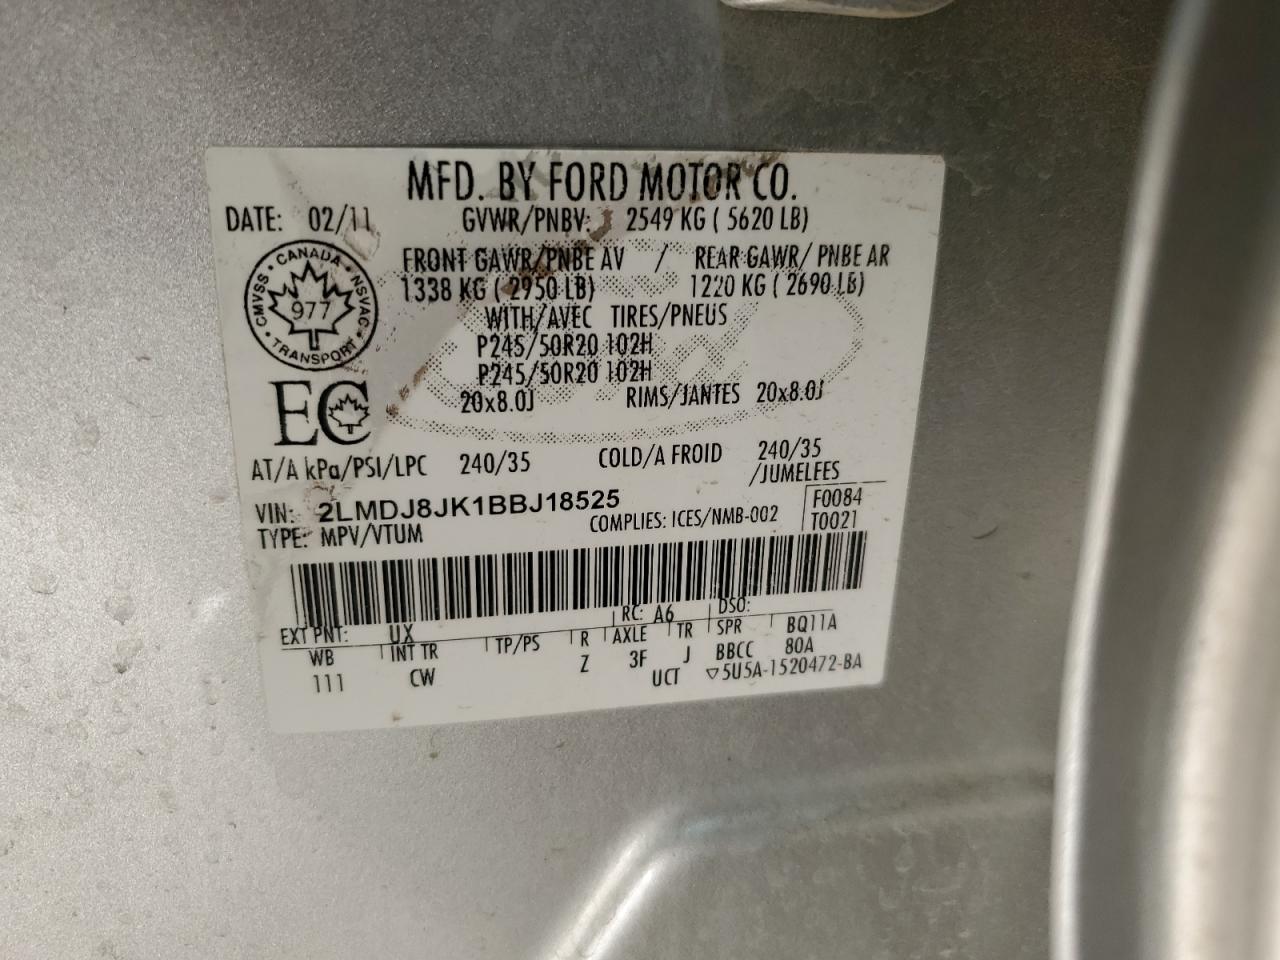 MFD. BY FORD MOTOR CO.
DATE: 02/11 GVWR/PNBV: 2549 KG ( 5620 LB)
FRONT GAWR/PNBE AV / REAR GAWR/ PNBE AR
1338 KG ( 2950 LB) 1220 KG ( 2690 LB)
WITH/AVEC TIRES/PNEUS
P245/50R20 102H
P245/50R20 102H
20x8.0J RIMS/JANTES 20x8.0J
• CANADA • NSVAC • TRANSPORT • CMVSS
977
EC
AT/A kPa/PSI/LPC 240/35 COLD/A FROID 240/35
/JUMELEES
VIN: 2LMDJ8JK1BBJ18525 F0084
TYPE: MPV/VTUM COMPLIES: ICES/NMB-002 T0021
EXT PNT: UX RC: A6 DSO:
WB INT TR TP/PS R AXLE TR SPR BQ11A
111 CW Z 3F J BBCC 80A
UCT ▽5U5A-1520472-BA